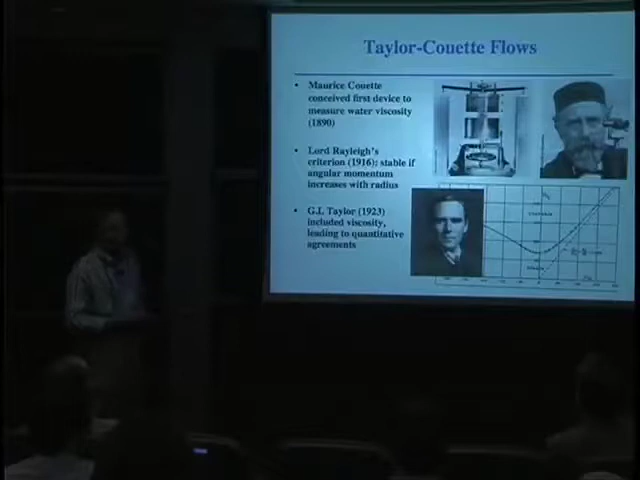 Taylor-Couette Flows
• Maurice Couette
conceived first device to
measure water viscosity
(1890)
• Lord Rayleigh's
criterion (1916): stable if
angular momentum
increases with radius
• G.I. Taylor (1923)
included viscosity,
leading to quantitative
agreements